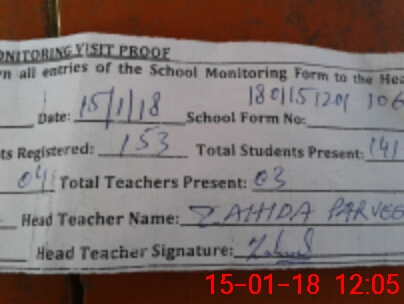 ONITORING VISIT PROOF
wn all entries of the School Monitoring Form to the Hea
Date: 15/1/18 School Form No:
ts Registered: 153 Total Students Present: 141
04 Total Teachers Present: 03
Head Teacher Name: ZAHIDA PARVEE
Head Teacher Signature:
15-01-18 12:05